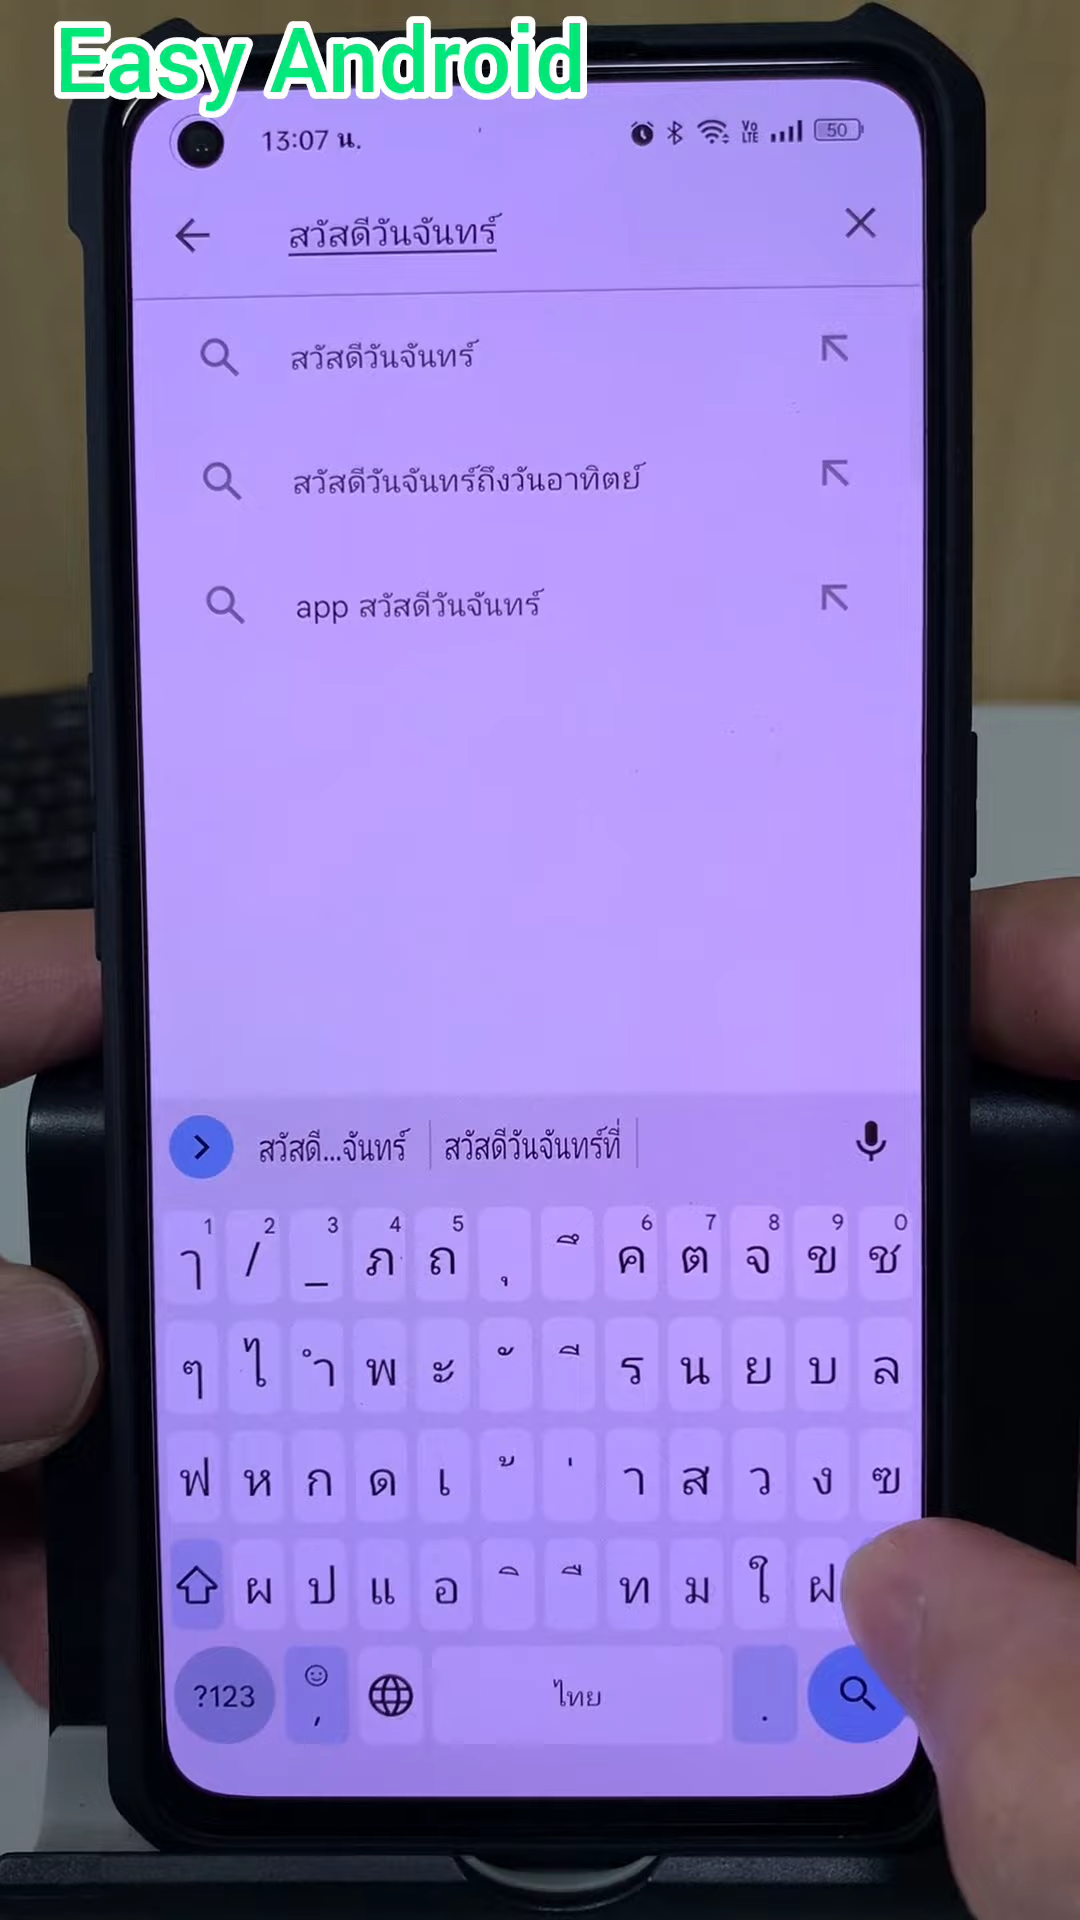 Easy Android
13:07 น.
Vo LTE
50
สวัสดีวันจันทร์
สวัสดีวันจันทร์
สวัสดีวันจันทร์ถึงวันอาทิตย์
app สวัสดีวันจันทร์
สวัสดี...จันทร์ สวัสดีวันจันทร์ที่
1 2 3 4 5 6 7 8 9 0
ๅ / _ ภ ถ ุ ึ ค ต จ ข ช
ๆ ไ ำ พ ะ ั ี ร น ย บ ล
ฟ ห ก ด เ ้ ่ า ส ว ง ฃ
ผ ป แ อ ิ ื ท ม ใ ฝ
?123 , ไทย .